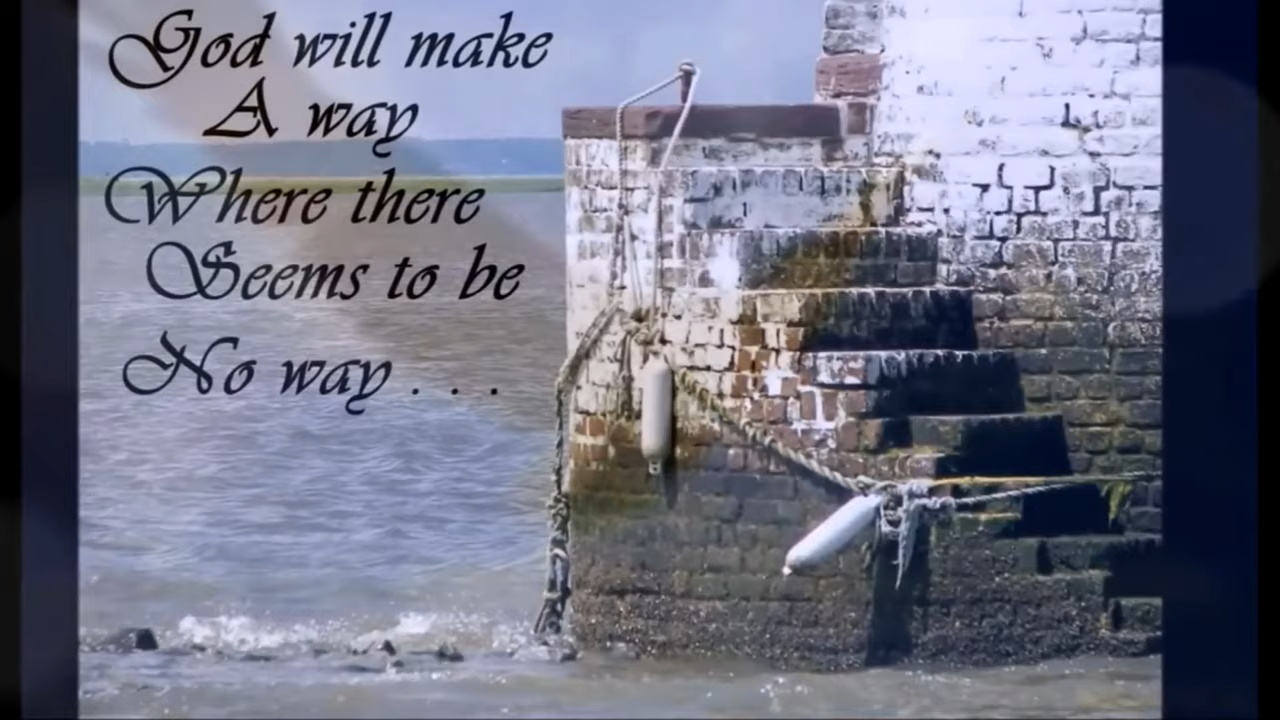 God will make
A way
Where there
Seems to be
No way . . .